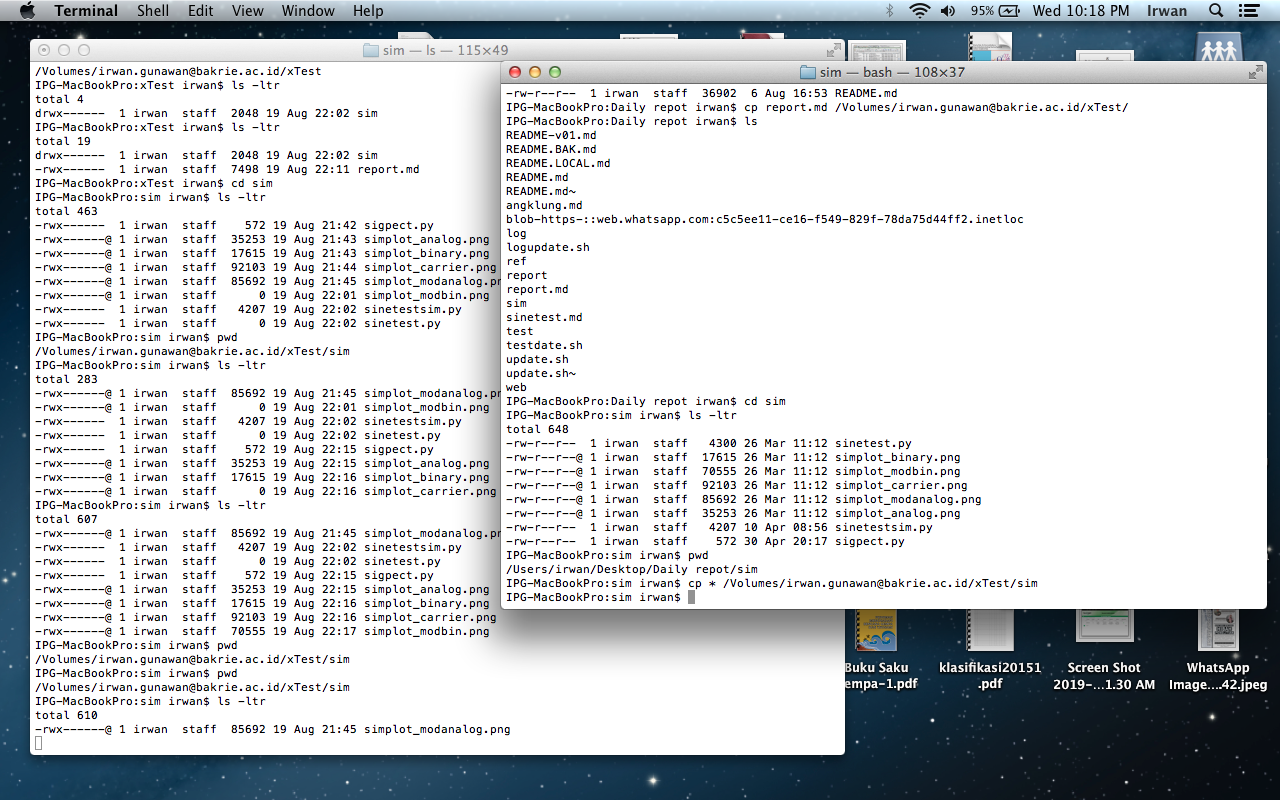 Terminal Shell Edit View Window Help 95% Wed 10:18 PM Irwan
sim — ls — 115×49
/Volumes/irwan.gunawan@bakrie.ac.id/xTest
IPG-MacBookPro:xTest irwan$ ls -ltr
total 4
drwx------  1 irwan  staff  2048 19 Aug 22:02 sim
IPG-MacBookPro:xTest irwan$ ls -ltr
total 19
drwx------  1 irwan  staff  2048 19 Aug 22:02 sim
-rwx------  1 irwan  staff  7498 19 Aug 22:11 report.md
IPG-MacBookPro:xTest irwan$ cd sim
IPG-MacBookPro:sim irwan$ ls -ltr
total 463
-rwx------  1 irwan  staff    572 19 Aug 21:42 sigpect.py
-rwx------@ 1 irwan  staff  35253 19 Aug 21:43 simplot_analog.png
-rwx------@ 1 irwan  staff  17615 19 Aug 21:43 simplot_binary.png
-rwx------@ 1 irwan  staff  92103 19 Aug 21:44 simplot_carrier.png
-rwx------@ 1 irwan  staff  85692 19 Aug 21:45 simplot_modanalog.pn
-rwx------@ 1 irwan  staff      0 19 Aug 22:01 simplot_modbin.png
-rwx------  1 irwan  staff   4207 19 Aug 22:02 sinetestsim.py
-rwx------  1 irwan  staff      0 19 Aug 22:02 sinetest.py
IPG-MacBookPro:sim irwan$ pwd
/Volumes/irwan.gunawan@bakrie.ac.id/xTest/sim
IPG-MacBookPro:sim irwan$ ls -ltr
total 283
-rwx------@ 1 irwan  staff  85692 19 Aug 21:45 simplot_modanalog.pn
-rwx------@ 1 irwan  staff      0 19 Aug 22:01 simplot_modbin.png
-rwx------  1 irwan  staff   4207 19 Aug 22:02 sinetestsim.py
-rwx------  1 irwan  staff      0 19 Aug 22:02 sinetest.py
-rwx------  1 irwan  staff    572 19 Aug 22:15 sigpect.py
-rwx------@ 1 irwan  staff  35253 19 Aug 22:15 simplot_analog.png
-rwx------@ 1 irwan  staff  17615 19 Aug 22:16 simplot_binary.png
-rwx------@ 1 irwan  staff      0 19 Aug 22:16 simplot_carrier.png
IPG-MacBookPro:sim irwan$ ls -ltr
total 607
-rwx------@ 1 irwan  staff  85692 19 Aug 21:45 simplot_modanalog.pn
-rwx------  1 irwan  staff   4207 19 Aug 22:02 sinetestsim.py
-rwx------  1 irwan  staff      0 19 Aug 22:02 sinetest.py
-rwx------  1 irwan  staff    572 19 Aug 22:15 sigpect.py
-rwx------@ 1 irwan  staff  35253 19 Aug 22:15 simplot_analog.png
-rwx------@ 1 irwan  staff  17615 19 Aug 22:16 simplot_binary.png
-rwx------@ 1 irwan  staff  92103 19 Aug 22:16 simplot_carrier.png
-rwx------@ 1 irwan  staff  70555 19 Aug 22:17 simplot_modbin.png
IPG-MacBookPro:sim irwan$ pwd
/Volumes/irwan.gunawan@bakrie.ac.id/xTest/sim
IPG-MacBookPro:sim irwan$ pwd
/Volumes/irwan.gunawan@bakrie.ac.id/xTest/sim
IPG-MacBookPro:sim irwan$ ls -ltr
total 610
-rwx------@ 1 irwan  staff  85692 19 Aug 21:45 simplot_modanalog.png
sim — bash — 108×37
-rw-r--r--  1 irwan  staff  36902  6 Aug 16:53 README.md
IPG-MacBookPro:Daily repot irwan$ cp report.md /Volumes/irwan.gunawan@bakrie.ac.id/xTest/
IPG-MacBookPro:Daily repot irwan$ ls
README-v01.md
README.BAK.md
README.LOCAL.md
README.md
README.md~
angklung.md
blob-https-::web.whatsapp.com:c5c5ee11-ce16-f549-829f-78da75d44ff2.inetloc
log
logupdate.sh
ref
report
report.md
sim
sinetest.md
test
testdate.sh
update.sh
update.sh~
web
IPG-MacBookPro:Daily repot irwan$ cd sim
IPG-MacBookPro:sim irwan$ ls -ltr
total 648
-rw-r--r--  1 irwan  staff   4300 26 Mar 11:12 sinetest.py
-rw-r--r--@ 1 irwan  staff  17615 26 Mar 11:12 simplot_binary.png
-rw-r--r--@ 1 irwan  staff  70555 26 Mar 11:12 simplot_modbin.png
-rw-r--r--@ 1 irwan  staff  92103 26 Mar 11:12 simplot_carrier.png
-rw-r--r--@ 1 irwan  staff  85692 26 Mar 11:12 simplot_modanalog.png
-rw-r--r--@ 1 irwan  staff  35253 26 Mar 11:12 simplot_analog.png
-rw-r--r--  1 irwan  staff   4207 10 Apr 08:56 sinetestsim.py
-rw-r--r--  1 irwan  staff    572 30 Apr 20:17 sigpect.py
IPG-MacBookPro:sim irwan$ pwd
/Users/irwan/Desktop/Daily repot/sim
IPG-MacBookPro:sim irwan$ cp * /Volumes/irwan.gunawan@bakrie.ac.id/xTest/sim
IPG-MacBookPro:sim irwan$
Buku Saku
empa-1.pdf
klasifikasi20151
.pdf
Screen Shot
2019-...1.30 AM
WhatsApp
Image....42.jpeg